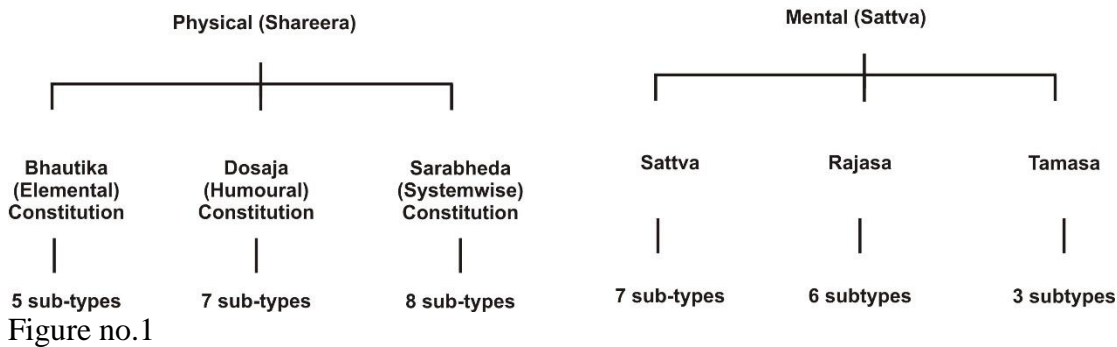 Physical (Shareera)
Bhautika
(Elemental)
Constitution
Dosaja
(Humoural)
Constitution
Sarabheda
(Systemwise)
Constitution
5 sub-types
7 sub-types
8 sub-types
Mental (Sattva)
Sattva
Rajasa
Tamasa
7 sub-types
6 subtypes
3 subtypes
Figure no.1